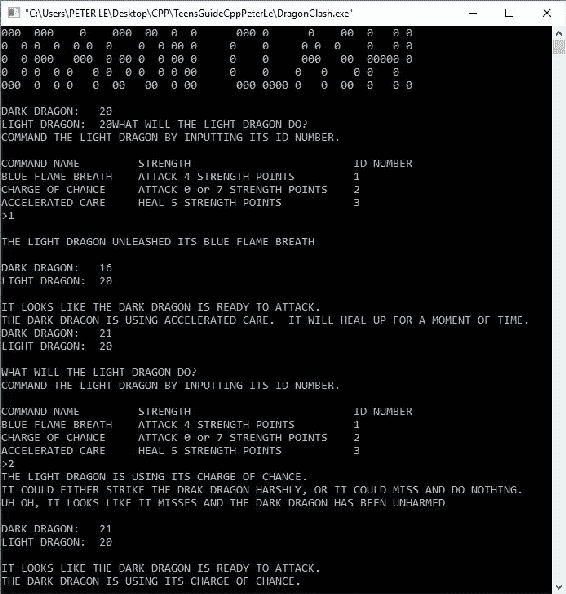 "C:\Users\PETER LE\Desktop\CPP\TeensGuideCppPeterLe\DragonClash.exe"
DARK DRAGON: 20
LIGHT DRAGON: 20WHAT WILL THE LIGHT DRAGON DO?
COMMAND THE LIGHT DRAGON BY INPUTTING ITS ID NUMBER.
COMMAND NAME STRENGTH ID NUMBER
BLUE FLAME BREATH ATTACK 4 STRENGTH POINTS 1
CHARGE OF CHANCE ATTACK 0 or 7 STRENGTH POINTS 2
ACCELERATED CARE HEAL 5 STRENGTH POINTS 3
>1
THE LIGHT DRAGON UNLEASHED ITS BLUE FLAME BREATH
DARK DRAGON: 16
LIGHT DRAGON: 20
IT LOOKS LIKE THE DARK DRAGON IS READY TO ATTACK.
THE DARK DRAGON IS USING ACCELERATED CARE. IT WILL HEAL UP FOR A MOMENT OF TIME.
DARK DRAGON: 21
LIGHT DRAGON: 20
WHAT WILL THE LIGHT DRAGON DO?
COMMAND THE LIGHT DRAGON BY INPUTTING ITS ID NUMBER.
COMMAND NAME STRENGTH ID NUMBER
BLUE FLAME BREATH ATTACK 4 STRENGTH POINTS 1
CHARGE OF CHANCE ATTACK 0 or 7 STRENGTH POINTS 2
ACCELERATED CARE HEAL 5 STRENGTH POINTS 3
>2
THE LIGHT DRAGON IS USING ITS CHARGE OF CHANCE.
IT COULD EITHER STRIKE THE DRAK DRAGON HARSHLY, OR IT COULD MISS AND DO NOTHING.
UH OH, IT LOOKS LIKE IT MISSES AND THE DARK DRAGON HAS BEEN UNHARMED
DARK DRAGON: 21
LIGHT DRAGON: 20
IT LOOKS LIKE THE DARK DRAGON IS READY TO ATTACK.
THE DARK DRAGON IS USING ITS CHARGE OF CHANCE.